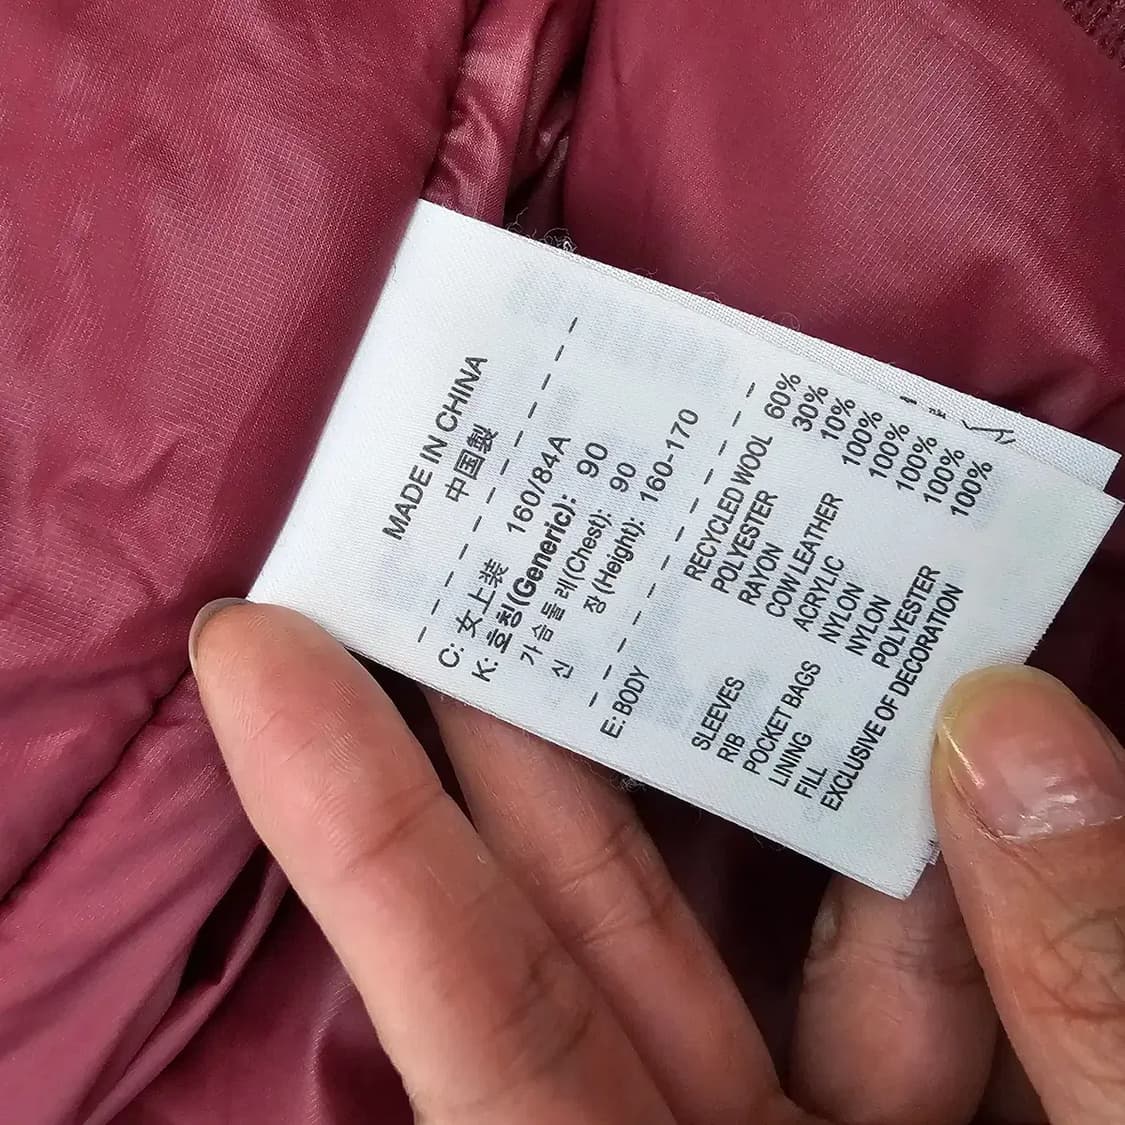 MADE IN CHINA
中国製
C: 女上装 160/84A
K: 호칭(Generic): 90
가슴둘레(Chest): 90
신장(Height): 160-170
E: BODY RECYCLED WOOL 60%
POLYESTER 30%
RAYON 10%
SLEEVES COW LEATHER 100%
RIB ACRYLIC 100%
POCKET BAGS NYLON 100%
LINING NYLON 100%
FILL POLYESTER 100%
EXCLUSIVE OF DECORATION